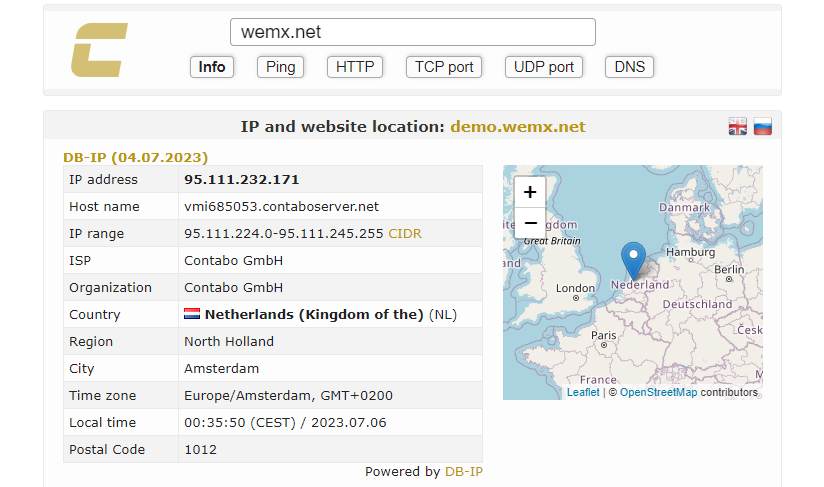 wemx.net
Info Ping HTTP TCP port UDP port DNS
IP and website location: demo.wemx.net
DB-IP (04.07.2023)
IP address 95.111.232.171
Host name vmi685053.contaboserver.net
IP range 95.111.224.0-95.111.245.255 CIDR
ISP Contabo GmbH
Organization Contabo GmbH
Country Netherlands (Kingdom of the) (NL)
Region North Holland
City Amsterdam
Time zone Europe/Amsterdam, GMT+0200
Local time 00:35:50 (CEST) / 2023.07.06
Postal Code 1012
Powered by DB-IP
+
−
Danmark
Great Britain
Hamburg
Berlin
London
Nederland
Deutschland
Paris
France
Leaflet | © OpenStreetMap contributors